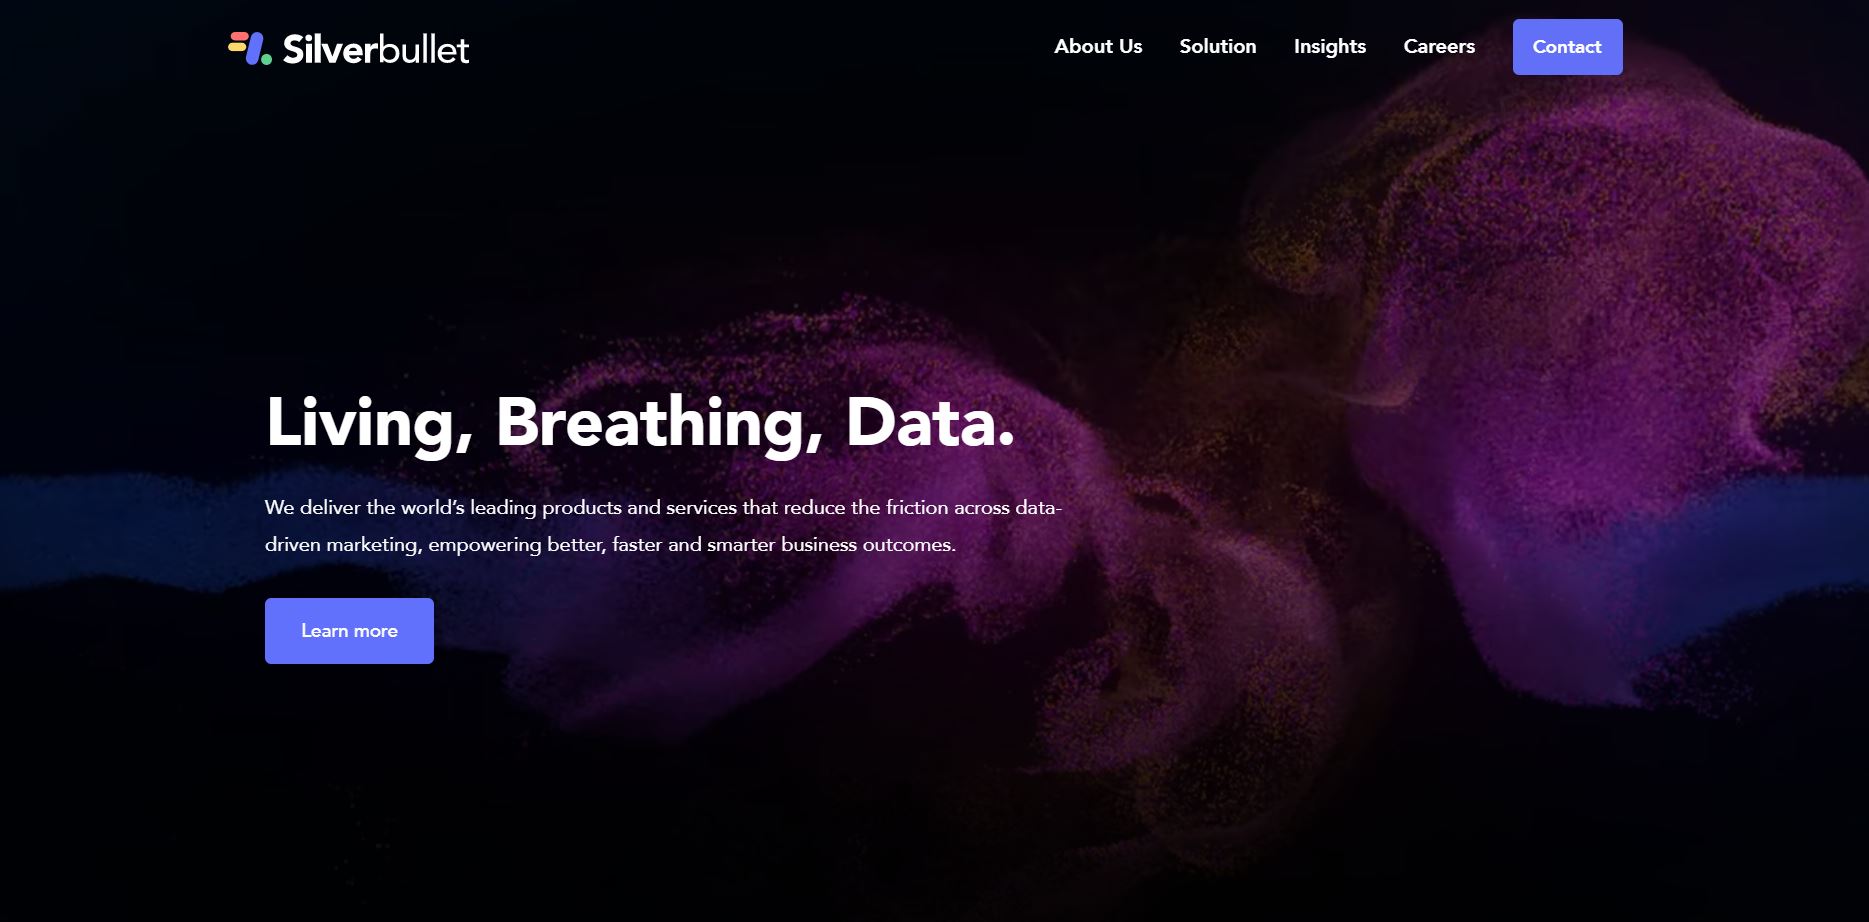 Silverbullet
About Us
Solution
Insights
Careers
Contact
Living, Breathing, Data.
We deliver the world’s leading products and services that reduce the friction across data-
driven marketing, empowering better, faster and smarter business outcomes.
Learn more